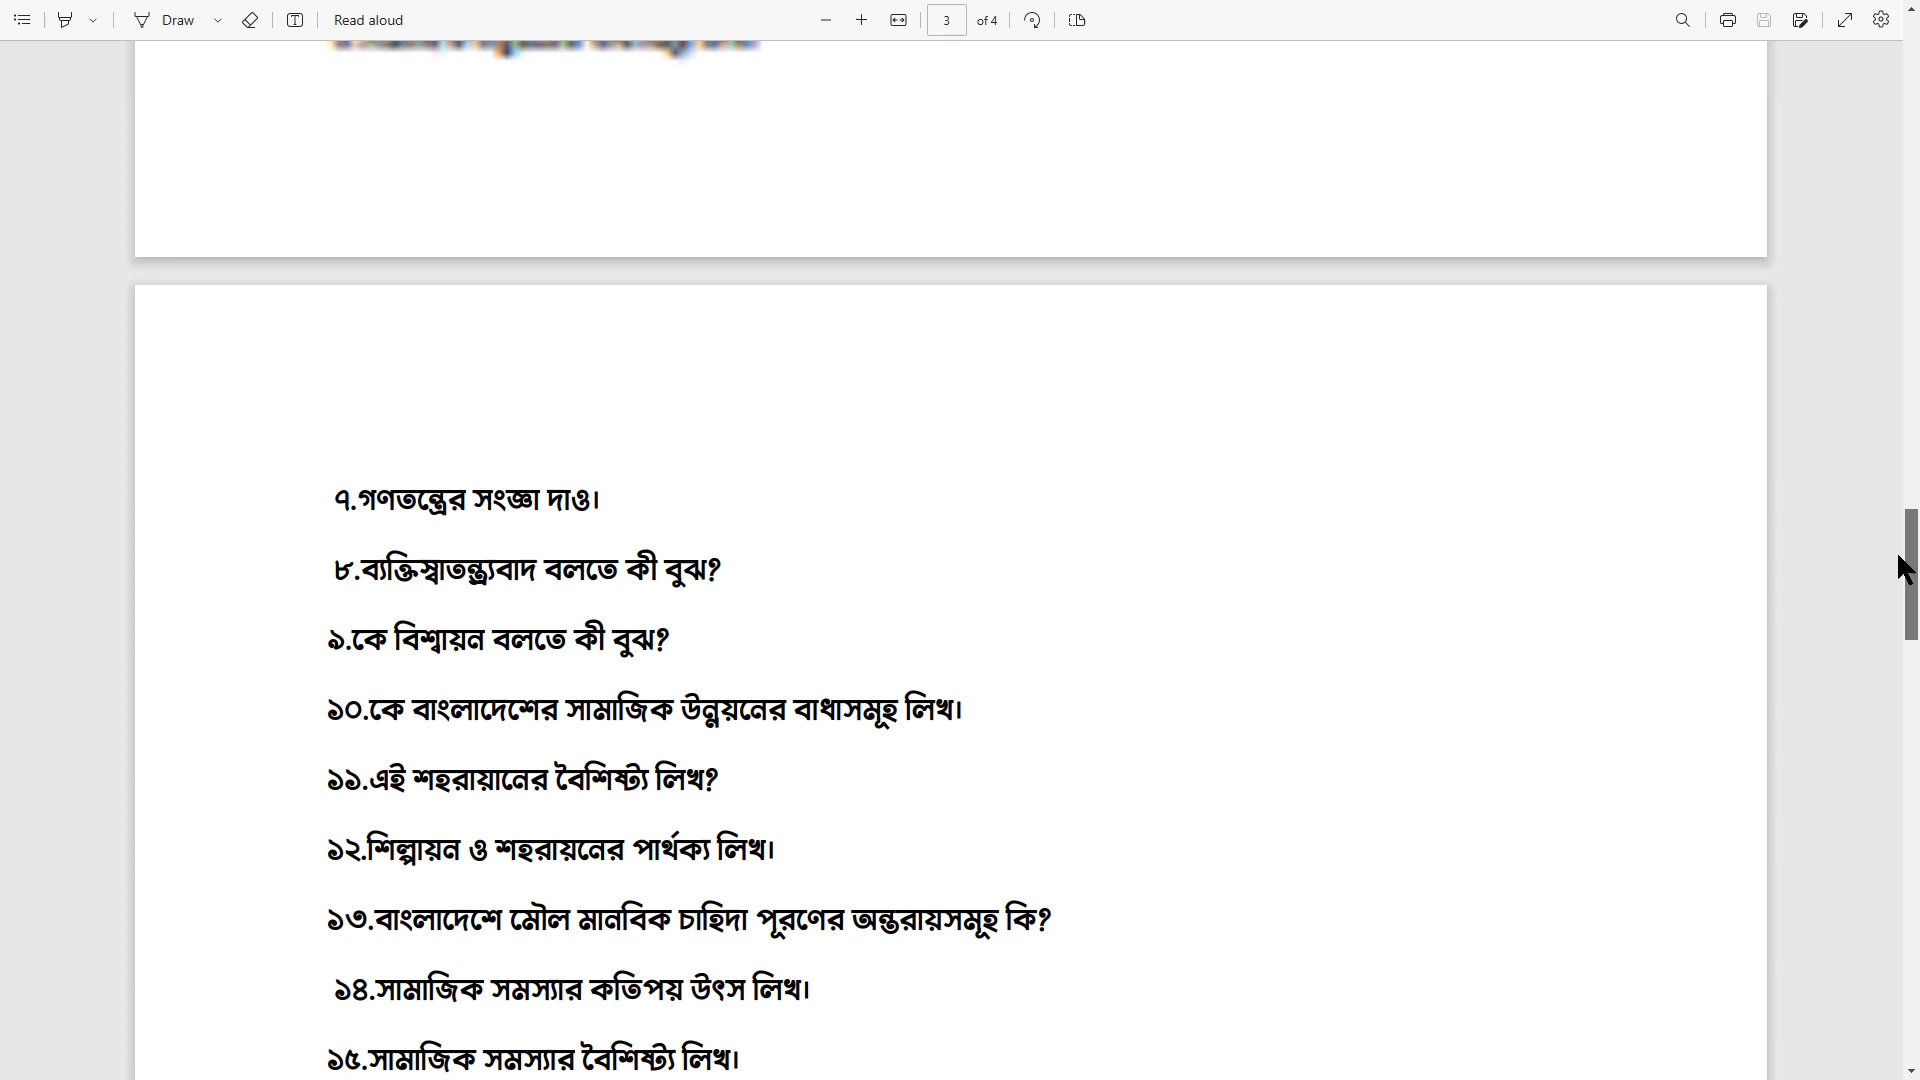 Draw
Read aloud
3 of 4
৭.গণতন্ত্রের সংজ্ঞা দাও।
৮.ব্যক্তিস্বাতন্ত্র্যবাদ বলতে কী বুঝ?
৯.কে বিশ্বায়ন বলতে কী বুঝ?
১০.কে বাংলাদেশের সামাজিক উন্নয়নের বাধাসমূহ লিখ।
১১.এই শহরায়ানের বৈশিষ্ট্য লিখ?
১২.শিল্পায়ন ও শহরায়নের পার্থক্য লিখ।
১৩.বাংলাদেশে মৌল মানবিক চাহিদা পূরণের অন্তরায়সমূহ কি?
১৪.সামাজিক সমস্যার কতিপয় উৎস লিখ।
১৫.সামাজিক সমস্যার বৈশিষ্ট্য লিখ।